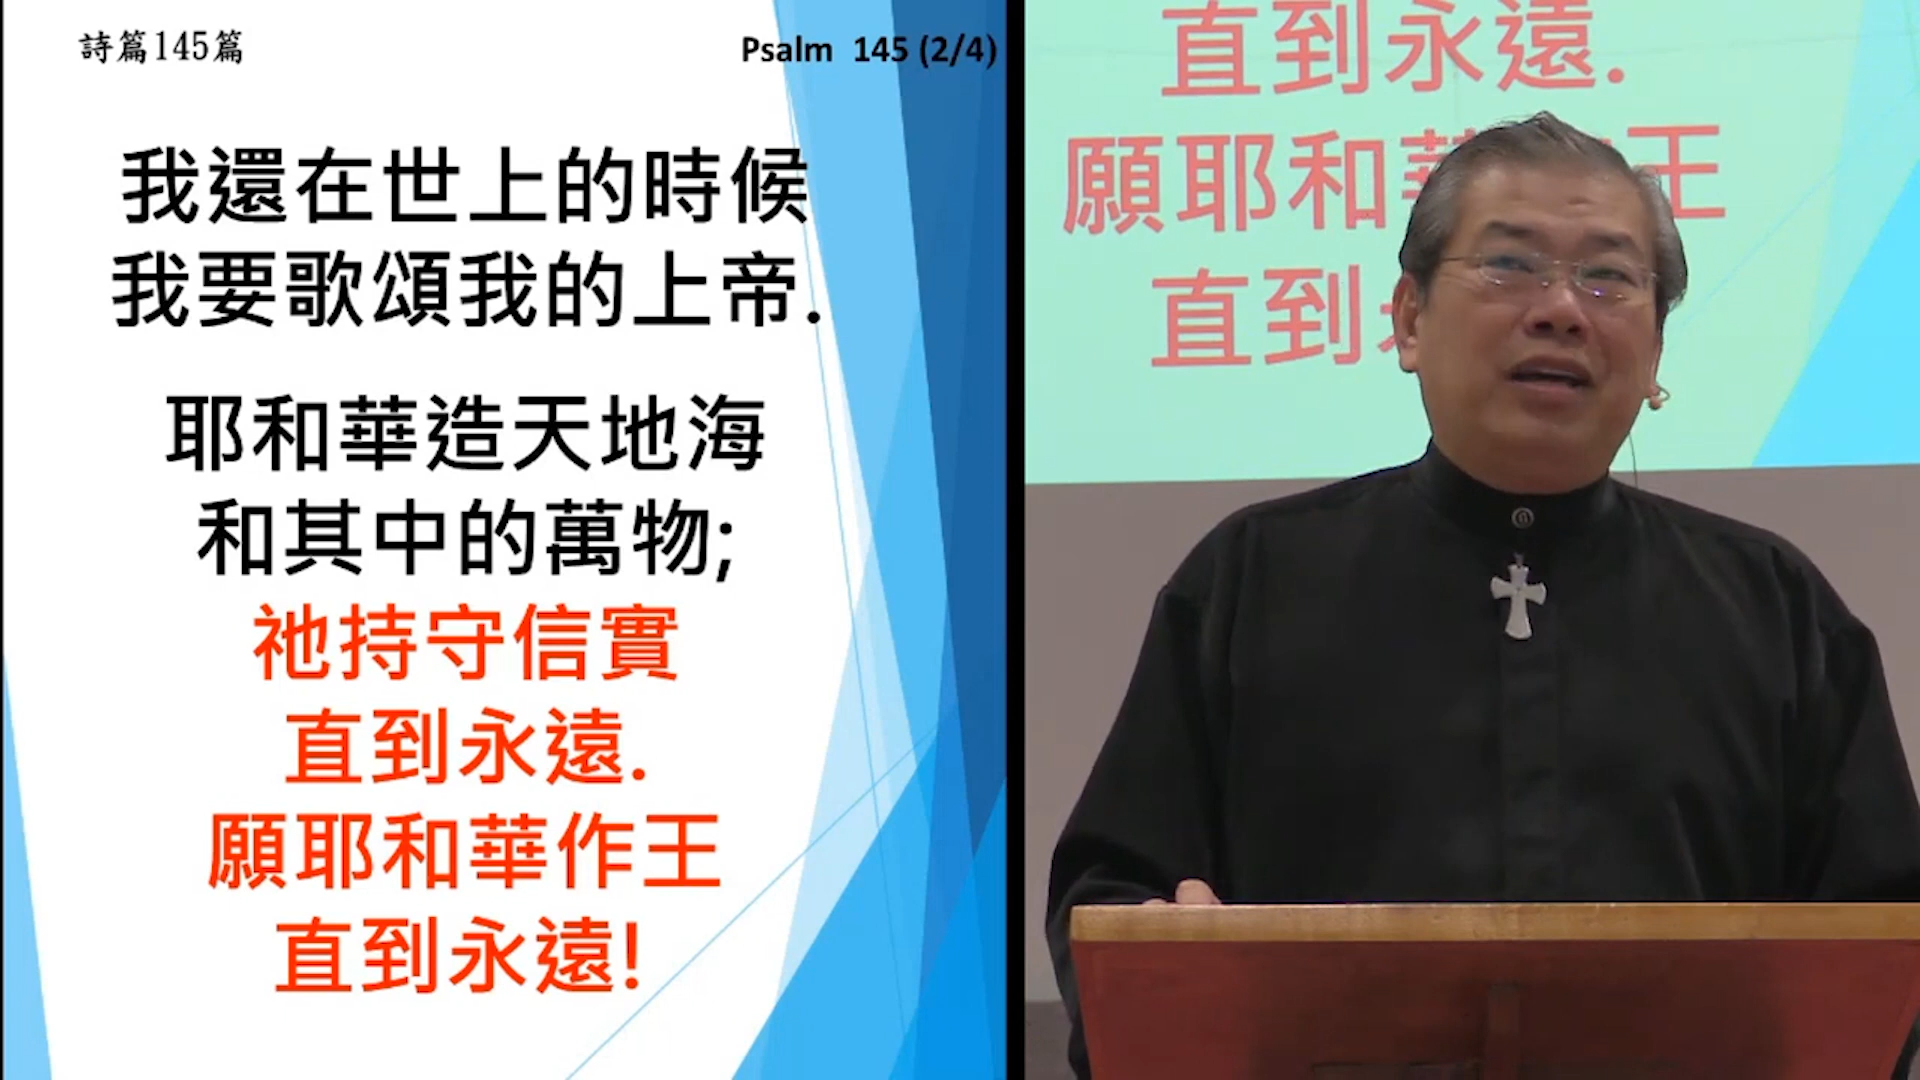 詩篇145篇
Psalm 145 (2/4)
我還在世上的時候
我要歌頌我的上帝.
耶和華造天地海
和其中的萬物;
祂持守信實
直到永遠.
願耶和華作王
直到永遠!
直到永遠.
願耶和華 王
直到